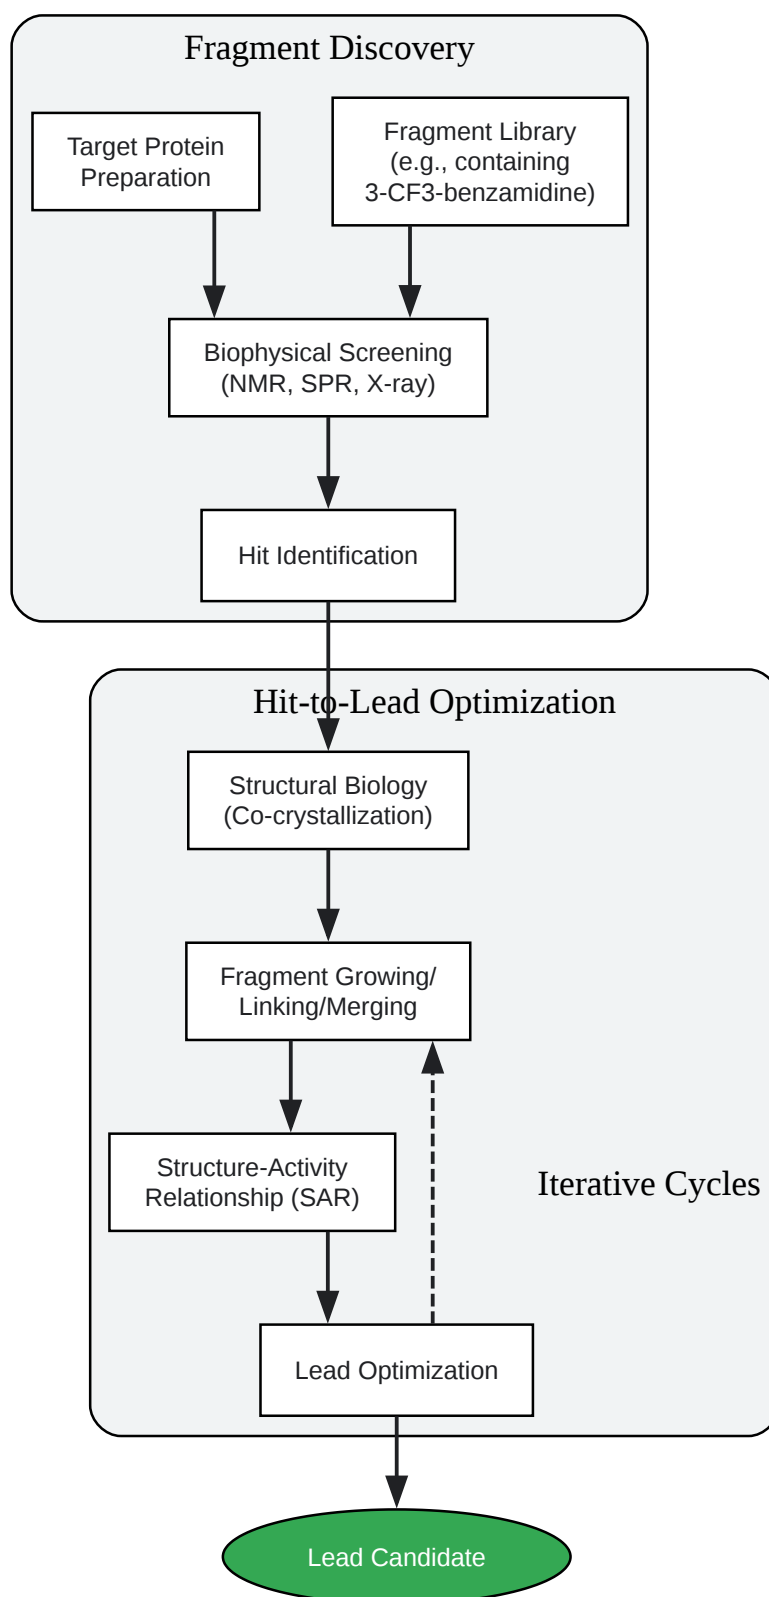 Fragment Discovery
Target Protein
Preparation
Fragment Library
(e.g., containing
3-CF3-benzamidine)
Biophysical Screening
(NMR, SPR, X-ray)
Hit Identification
Hit-to-Lead Optimization
Structural Biology
(Co-crystallization)
Fragment Growing/
Linking/Merging
Structure-Activity
Relationship (SAR)
Iterative Cycles
Lead Optimization
Lead Candidate